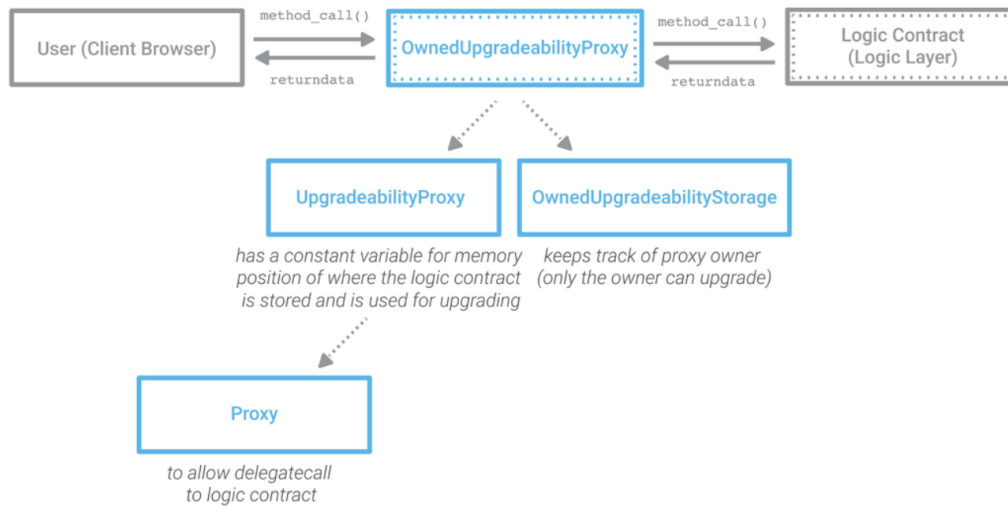 method_call()
method_call()
User (Client Browser)
OwnedUpgradeabilityProxy
Logic Contract
(Logic Layer)
returndata
returndata
UpgradeabilityProxy
OwnedUpgradeabilityStorage
has a constant variable for memory
position of where the logic contract
is stored and is used for upgrading
keeps track of proxy owner
(only the owner can upgrade)
Proxy
to allow delegatecall
to logic contract